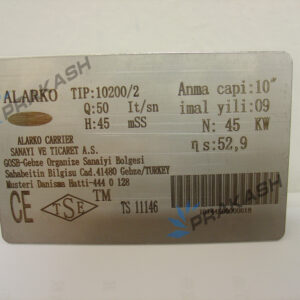 ALARKO TIP:10200/2 Anma capi:10"
Q:50 It/sn imal yili:09
H:45 mSS N: 45 KW
ηs:52,9
ALARKO CARRIER
SANAYI VE TICARET A.S.
GOSB-Gebze Organize Sanaiyi Bolgesi
Sahabeitin Bilgisu Cad.41480 Gebze/TURKEY
Musteri Danisma Hatti-444 0 128
CE TSE TM TS 11146
PRAKASH
PRAKASH